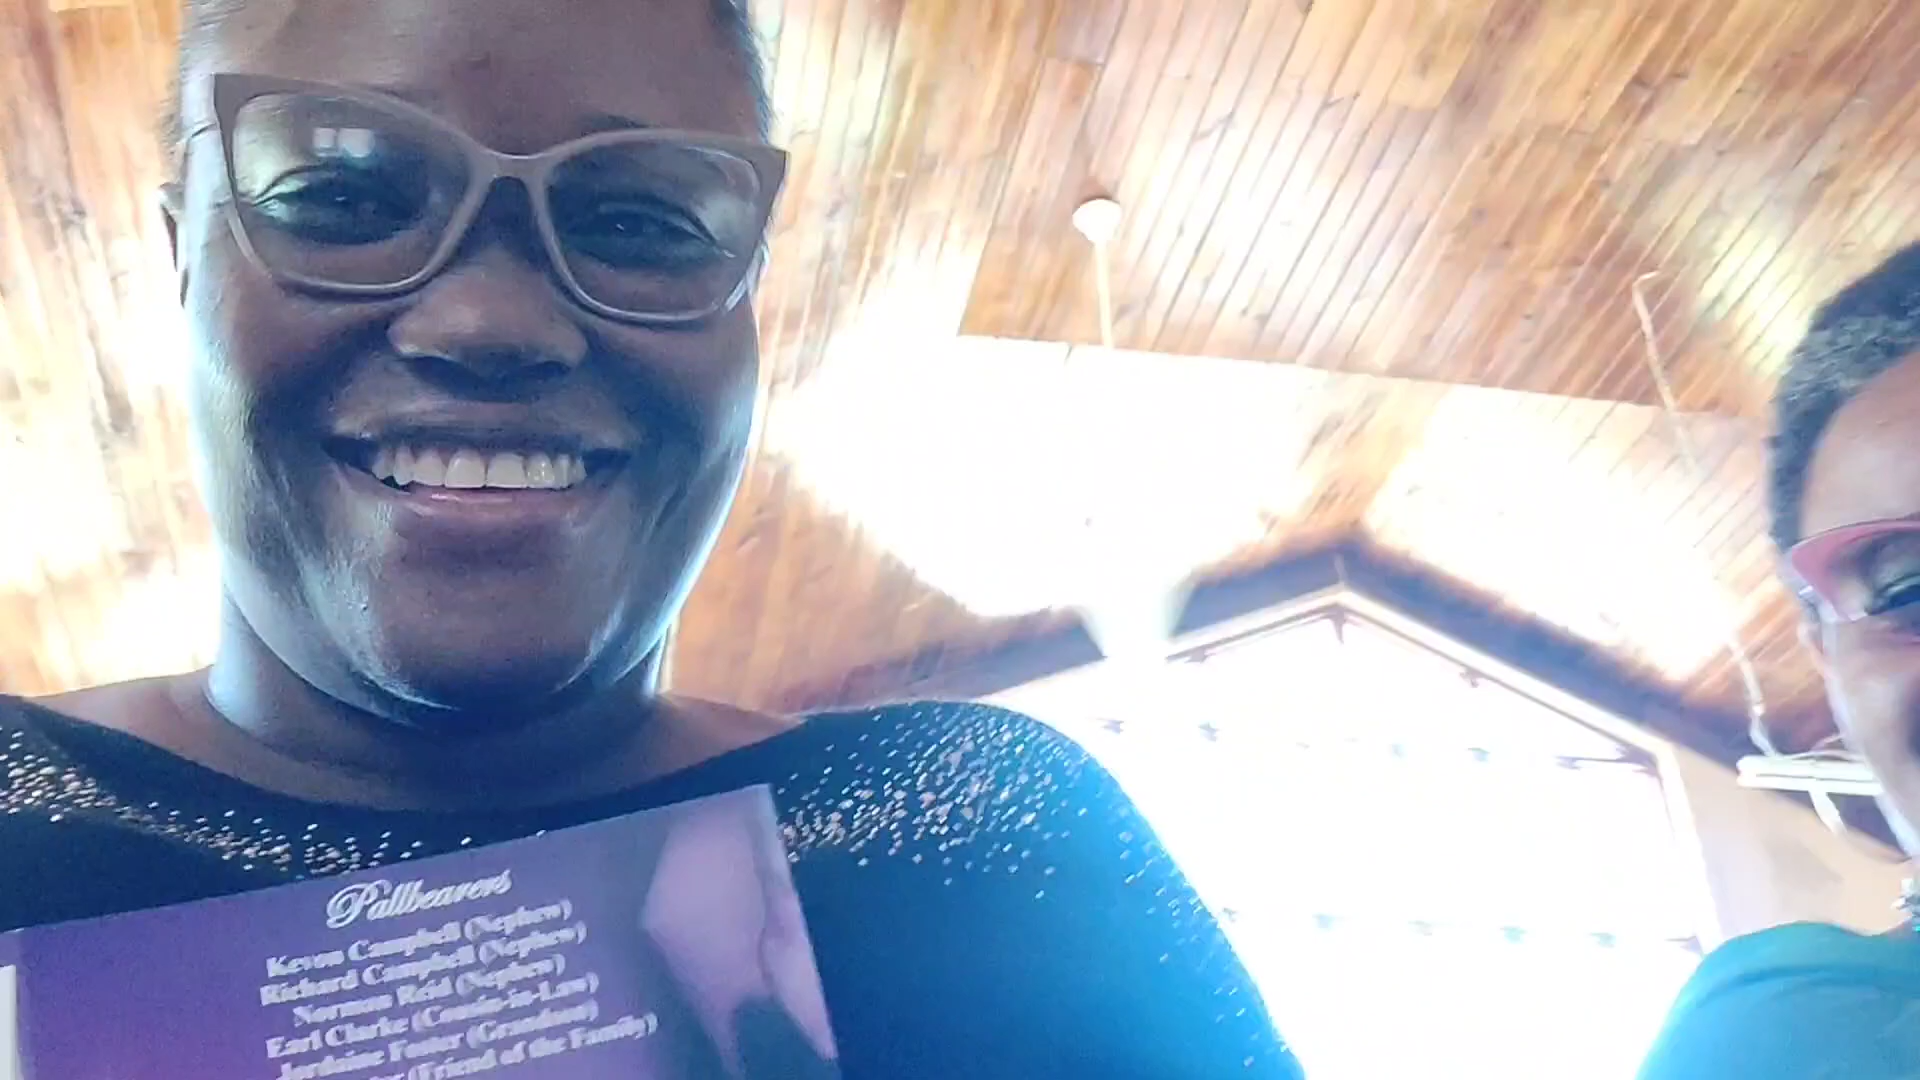 Pallbearers
Kevon Campbell (Nephew)
Richard Campbell (Nephew)
Norman Reid (Nephew)
Earl Clarke (Cousin-in-Law)
Jordaine Foster (Grandson)
(Friend of the Family)